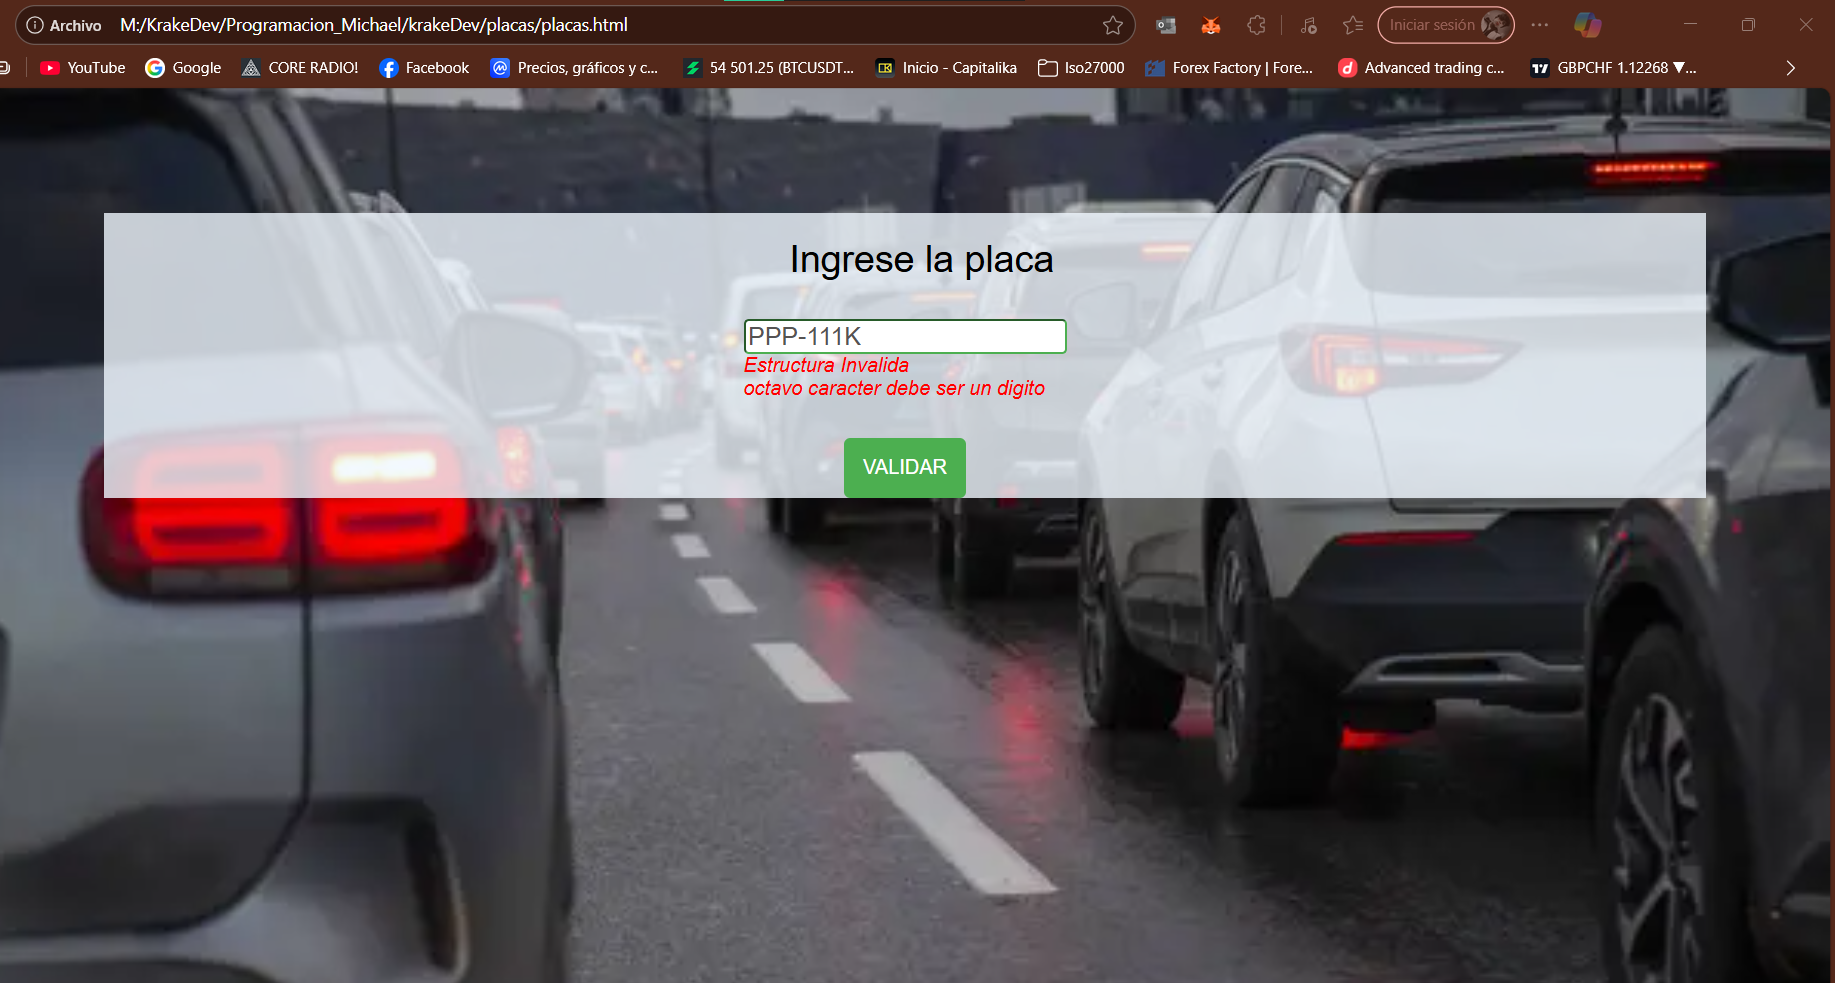 Archivo M:/KrakeDev/Programacion_Michael/krakeDev/placas/placas.html Iniciar sesión
YouTube Google CORE RADIO! Facebook Precios, gráficos y c... 54 501.25 (BTCUSDT... Inicio - Capitalika Iso27000 Forex Factory | Fore... Advanced trading c... GBPCHF 1.12268 ▼...
Ingrese la placa
PPP-111K
Estructura Invalida
octavo caracter debe ser un digito
VALIDAR